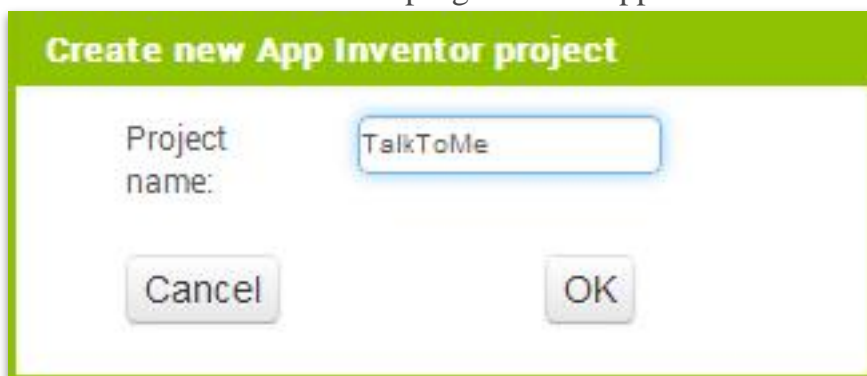 Create new App Inventor project
Project
name:
TalkToMe
Cancel
OK